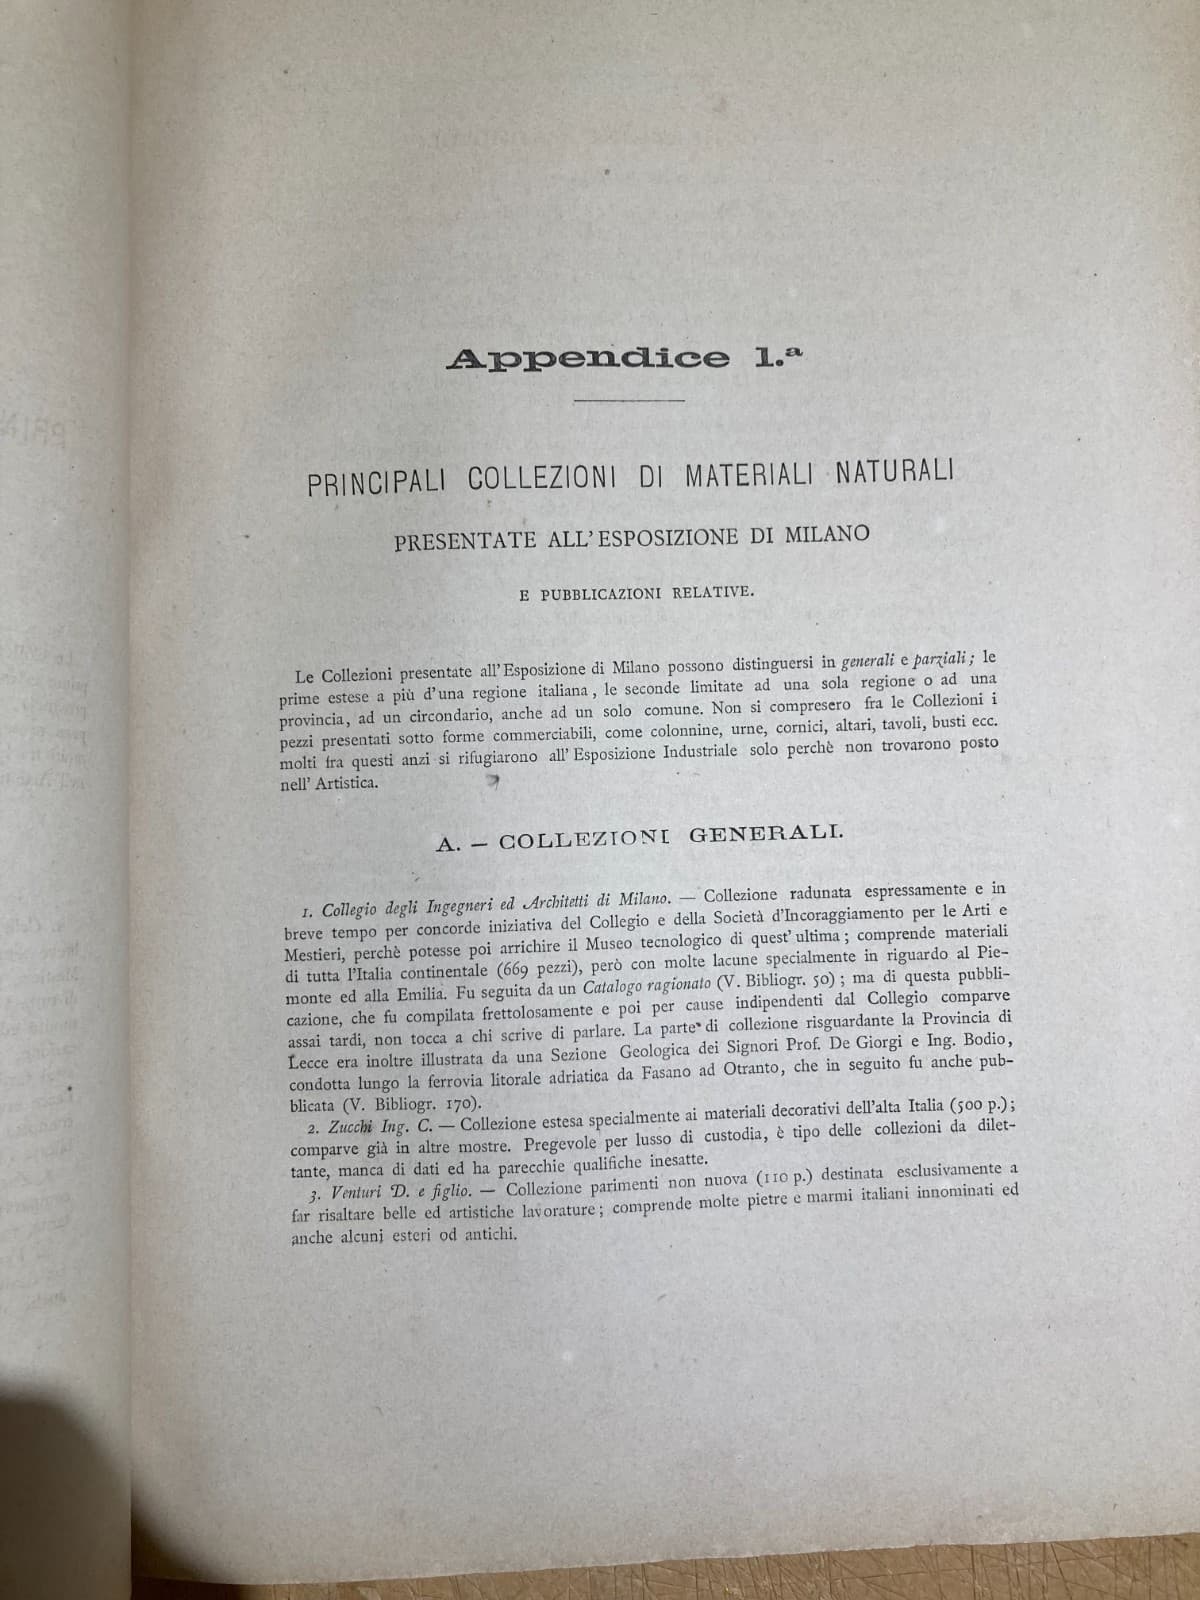 Appendice 1.ª
PRINCIPALI COLLEZIONI DI MATERIALI NATURALI
PRESENTATE ALL'ESPOSIZIONE DI MILANO
E PUBBLICAZIONI RELATIVE.
Le Collezioni presentate all'Esposizione di Milano possono distinguersi in generali e parziali; le
prime estese a più d'una regione italiana, le seconde limitate ad una sola regione o ad una
provincia, ad un circondario, anche ad un solo comune. Non si compresero fra le Collezioni i
pezzi presentati sotto forme commerciabili, come colonnine, urne, cornici, altari, tavoli, busti ecc.
molti fra questi anzi si rifugiarono all'Esposizione Industriale solo perchè non trovarono posto
nell'Artistica.
A. — COLLEZIONI GENERALI.
1. Collegio degli Ingegneri ed Architetti di Milano. — Collezione radunata espressamente e in
breve tempo per concorde iniziativa del Collegio e della Società d'Incoraggiamento per le Arti e
Mestieri, perchè potesse poi arrichire il Museo tecnologico di quest'ultima; comprende materiali
di tutta l'Italia continentale (669 pezzi), però con molte lacune specialmente in riguardo al Pie-
monte ed alla Emilia. Fu seguita da un Catalogo ragionato (V. Bibliogr. 50); ma di questa pubbli-
cazione, che fu compilata frettolosamente e poi per cause indipendenti dal Collegio comparve
assai tardi, non tocca a chi scrive di parlare. La parte di collezione risguardante la Provincia di
Lecce era inoltre illustrata da una Sezione Geologica dei Signori Prof. De Giorgi e Ing. Bodio,
condotta lungo la ferrovia litorale adriatica da Fasano ad Otranto, che in seguito fu anche pub-
blicata (V. Bibliogr. 170).
2. Zucchi Ing. C. — Collezione estesa specialmente ai materiali decorativi dell'alta Italia (500 p.);
comparve già in altre mostre. Pregevole per lusso di custodia, è tipo delle collezioni da dilet-
tante, manca di dati ed ha parecchie qualifiche inesatte.
3. Venturi D. e figlio. — Collezione parimenti non nuova (110 p.) destinata esclusivamente a
far risaltare belle ed artistiche lavorature; comprende molte pietre e marmi italiani innominati ed
anche alcuni esteri od antichi.